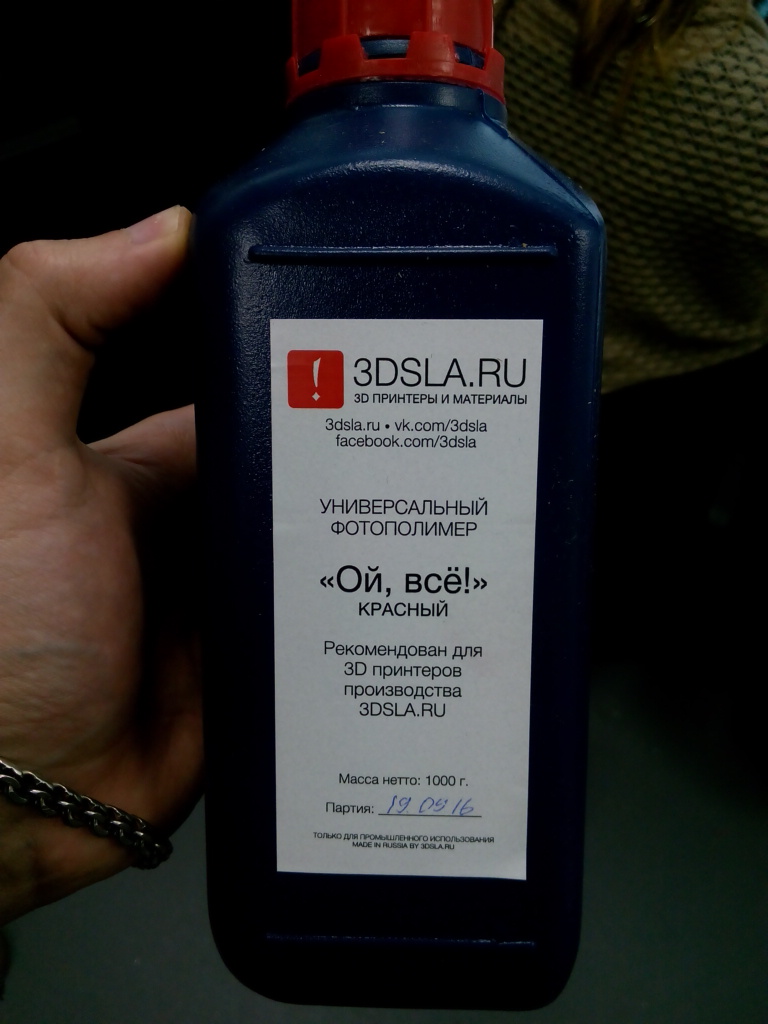 !
3DSLA.RU
3D ПРИНТЕРЫ И МАТЕРИАЛЫ
3dsla.ru • vk.com/3dsla
facebook.com/3dsla
УНИВЕРСАЛЬНЫЙ
ФОТОПОЛИМЕР
«Ой, всё!»
КРАСНЫЙ
Рекомендован для
3D принтеров
производства
3DSLA.RU
Масса нетто: 1000 г.
Партия: 19.09.16
ТОЛЬКО ДЛЯ ПРОМЫШЛЕННОГО ИСПОЛЬЗОВАНИЯ
MADE IN RUSSIA BY 3DSLA.RU